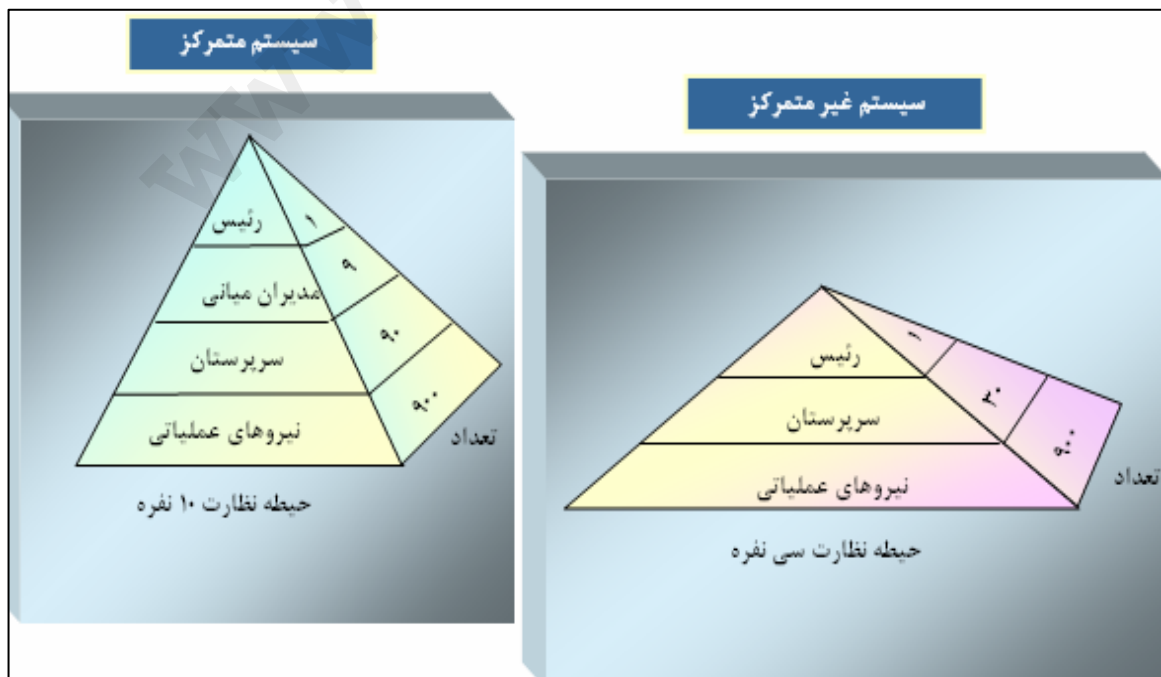 سیستم متمرکز
رئیس
۱
مدیران میانی
۹
سرپرستان
۹۰
نیروهای عملیاتی
۹۰۰
تعداد
حیطه نظارت ۱۰ نفره
سیستم غیر متمرکز
رئیس
۱
سرپرستان
۳۰
نیروهای عملیاتی
۹۰۰
تعداد
حیطه نظارت سی نفره
www